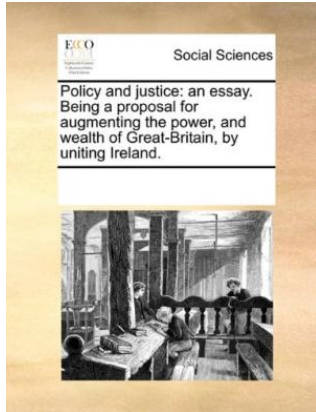 ECCO
Social Sciences
Policy and justice: an essay.
Being a proposal for
augmenting the power, and
wealth of Great-Britain, by
uniting Ireland.